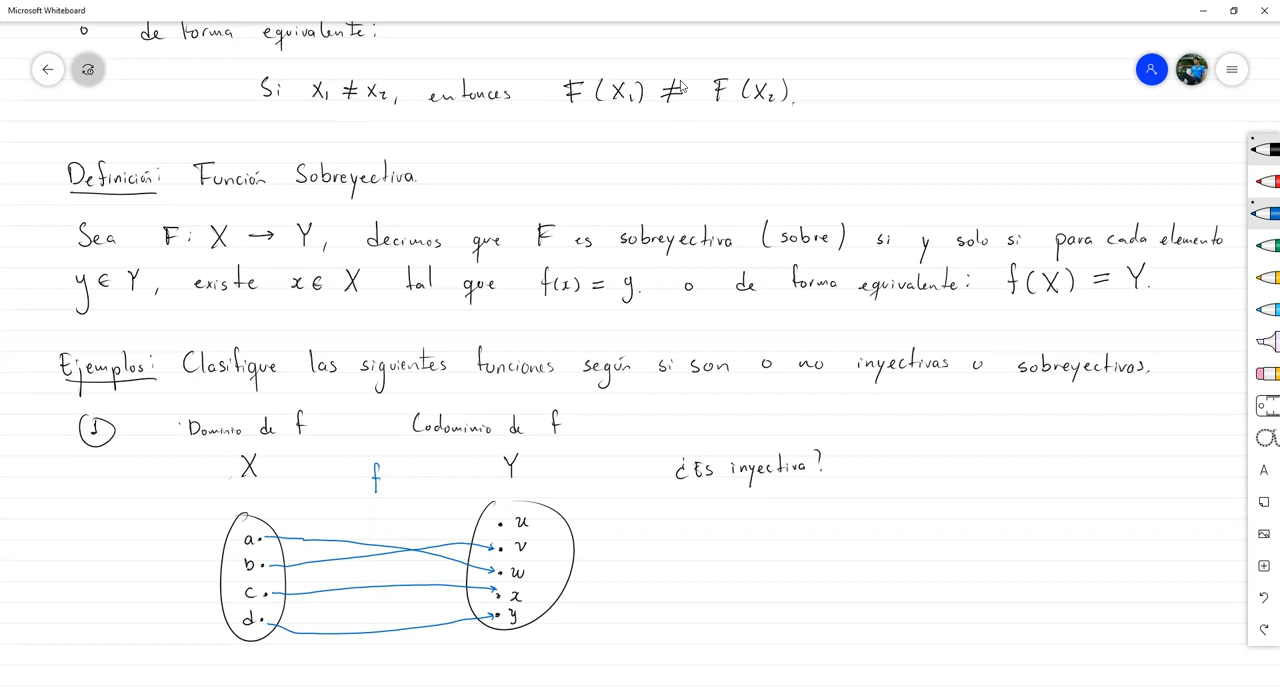 Microsoft Whiteboard
o de forma equivalente:
Si x₁ ≠ x₂, entonces F(x₁) ≠ F(x₂).
Definición: Función Sobreyectiva.
Sea F: X → Y, decimos que F es sobreyectiva (sobre) si y solo si para cada elemento
y ∈ Y, existe x ∈ X tal que f(x) = y. o de forma equivalente: f(X) = Y.
Ejemplos: Clasifique las siguientes funciones según si son o no inyectivas o sobreyectivas.
1 Dominio de f Codominio de f
X f Y ¿Es inyectiva?
u
a v
b w
c x
d y
A